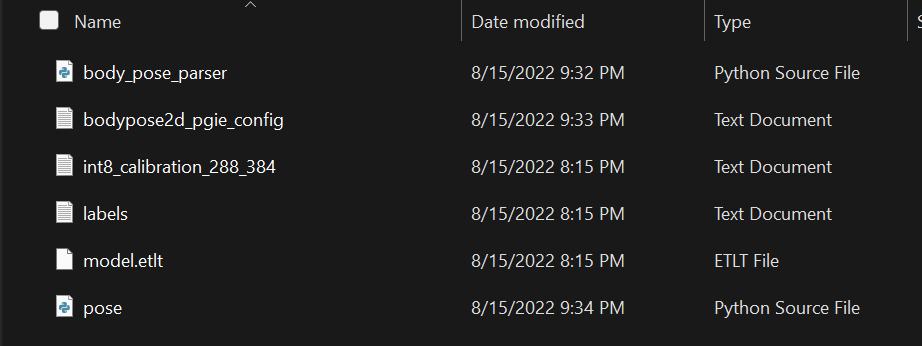 Name Date modified Type
body_pose_parser 8/15/2022 9:32 PM Python Source File
bodypose2d_pgie_config 8/15/2022 9:33 PM Text Document
int8_calibration_288_384 8/15/2022 8:15 PM Text Document
labels 8/15/2022 8:15 PM Text Document
model.etlt 8/15/2022 8:15 PM ETLT File
pose 8/15/2022 9:34 PM Python Source File